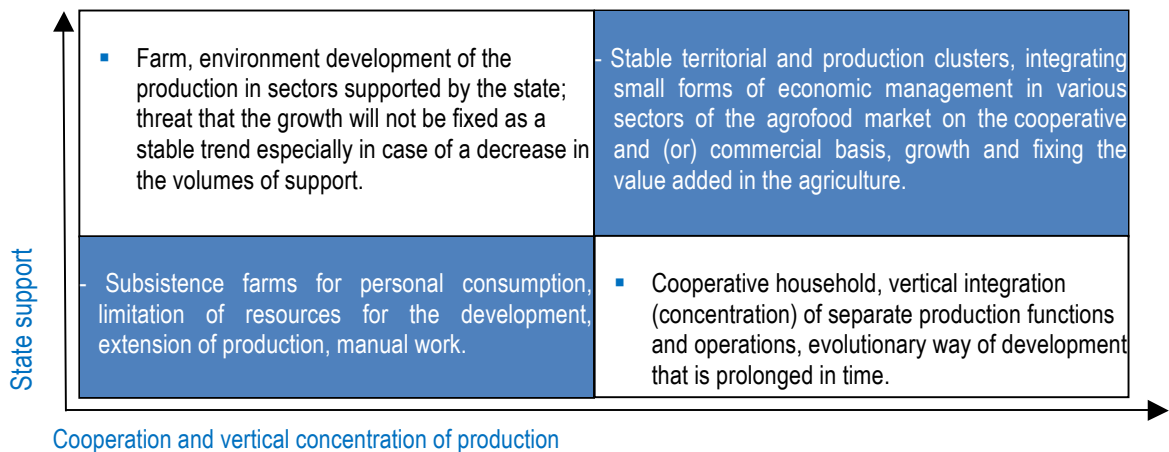 ▪ Farm, environment development of the
production in sectors supported by the state;
threat that the growth will not be fixed as a
stable trend especially in case of a decrease in
the volumes of support.
- Stable territorial and production clusters, integrating
small forms of economic management in various
sectors of the agrofood market on the cooperative
and (or) commercial basis, growth and fixing the
value added in the agriculture.
- Subsistence farms for personal consumption,
limitation of resources for the development,
extension of production, manual work.
▪ Cooperative household, vertical integration
(concentration) of separate production functions
and operations, evolutionary way of development
that is prolonged in time.
State support
Cooperation and vertical concentration of production